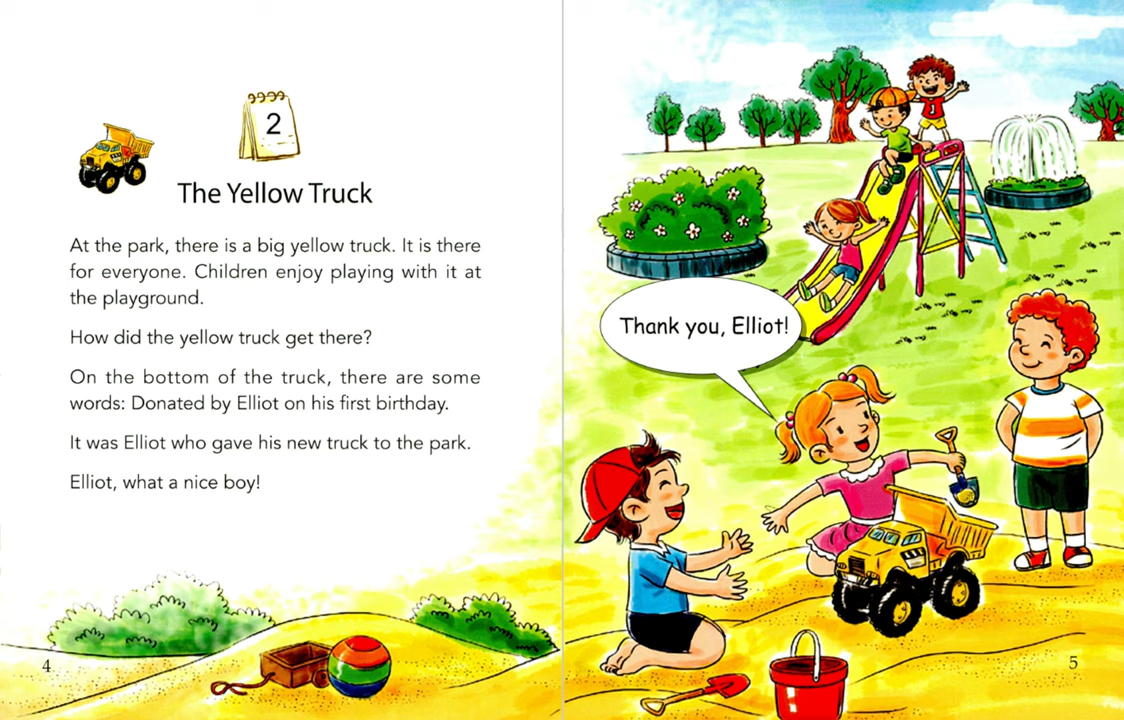 2
The Yellow Truck
At the park, there is a big yellow truck. It is there
for everyone. Children enjoy playing with it at
the playground.
How did the yellow truck get there?
On the bottom of the truck, there are some
words: Donated by Elliot on his first birthday.
It was Elliot who gave his new truck to the park.
Elliot, what a nice boy!
4
Thank you, Elliot!
1
5